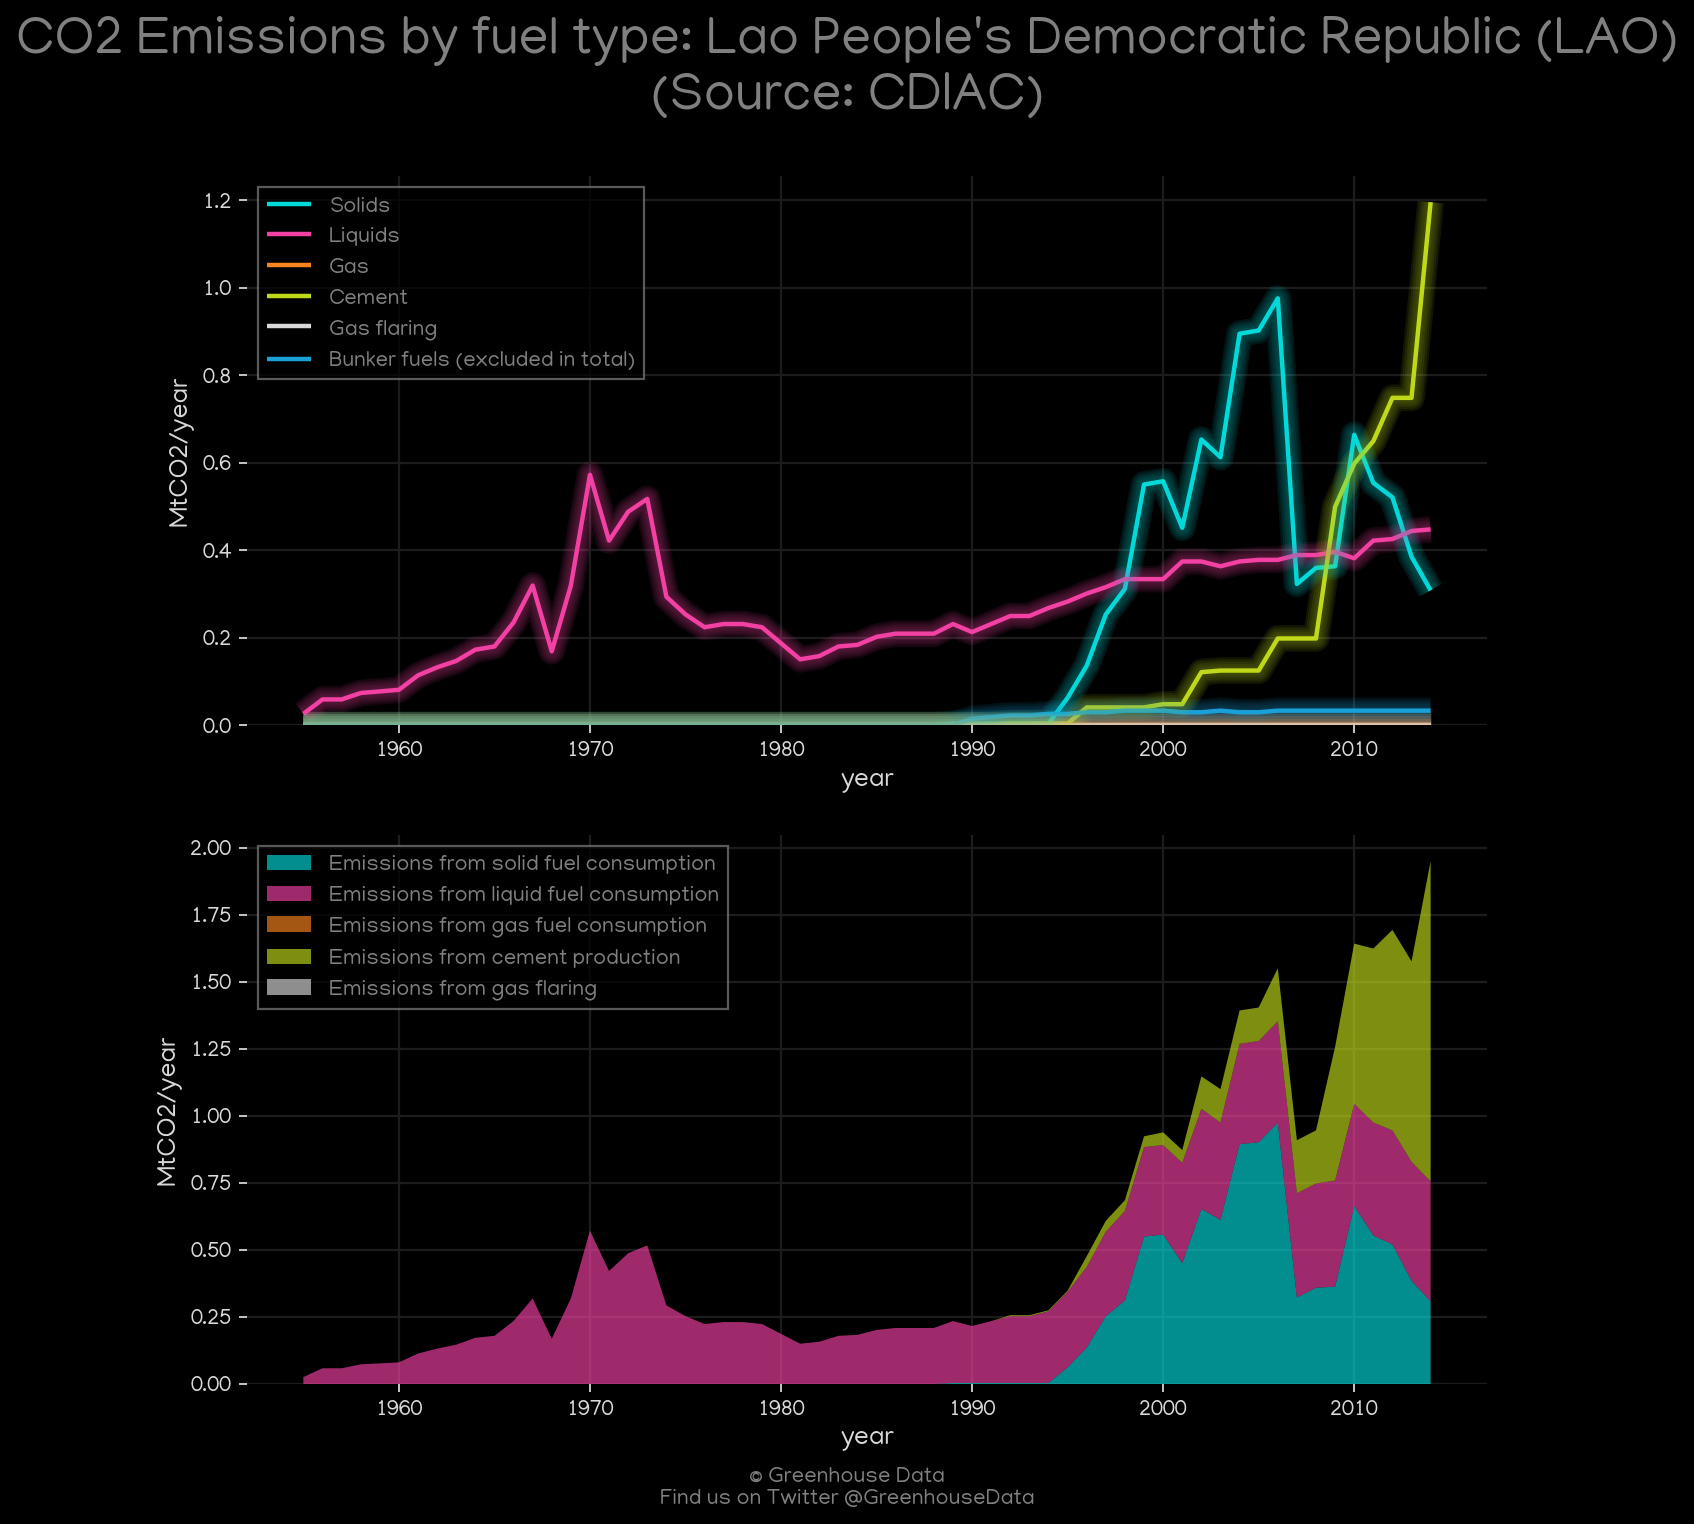 CO2 Emissions by fuel type: Lao People's Democratic Republic (LAO)
(Source: CDIAC)
1.2
1.0
0.8
0.6
0.4
0.2
0.0
MtCO2/year
Solids
Liquids
Gas
Cement
Gas flaring
Bunker fuels (excluded in total)
1960
1970
1980
1990
2000
2010
year
2.00
1.75
1.50
1.25
1.00
0.75
0.50
0.25
0.00
MtCO2/year
Emissions from solid fuel consumption
Emissions from liquid fuel consumption
Emissions from gas fuel consumption
Emissions from cement production
Emissions from gas flaring
1960
1970
1980
1990
2000
2010
year
© Greenhouse Data
Find us on Twitter @GreenhouseData